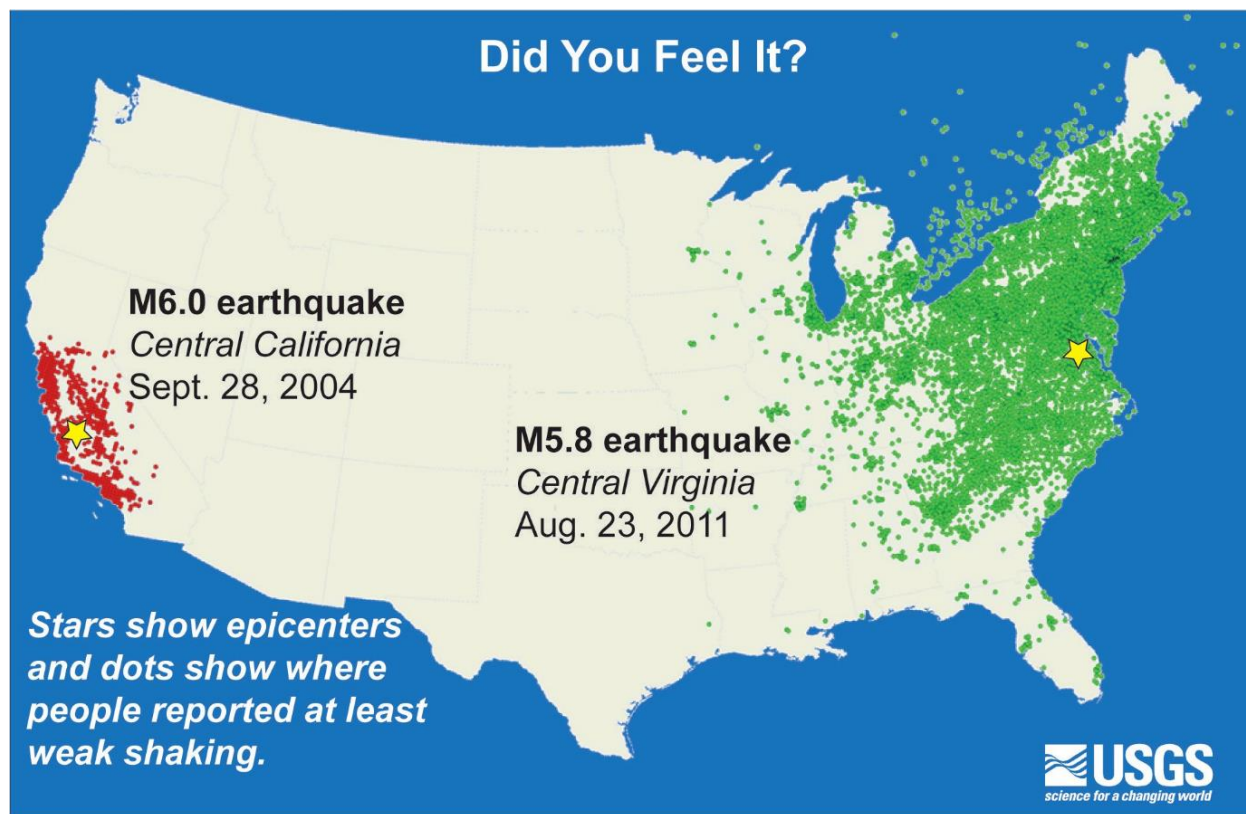 Did You Feel It?
M6.0 earthquake
Central California
Sept. 28, 2004
M5.8 earthquake
Central Virginia
Aug. 23, 2011
Stars show epicenters
and dots show where
people reported at least
weak shaking.
USGS
science for a changing world